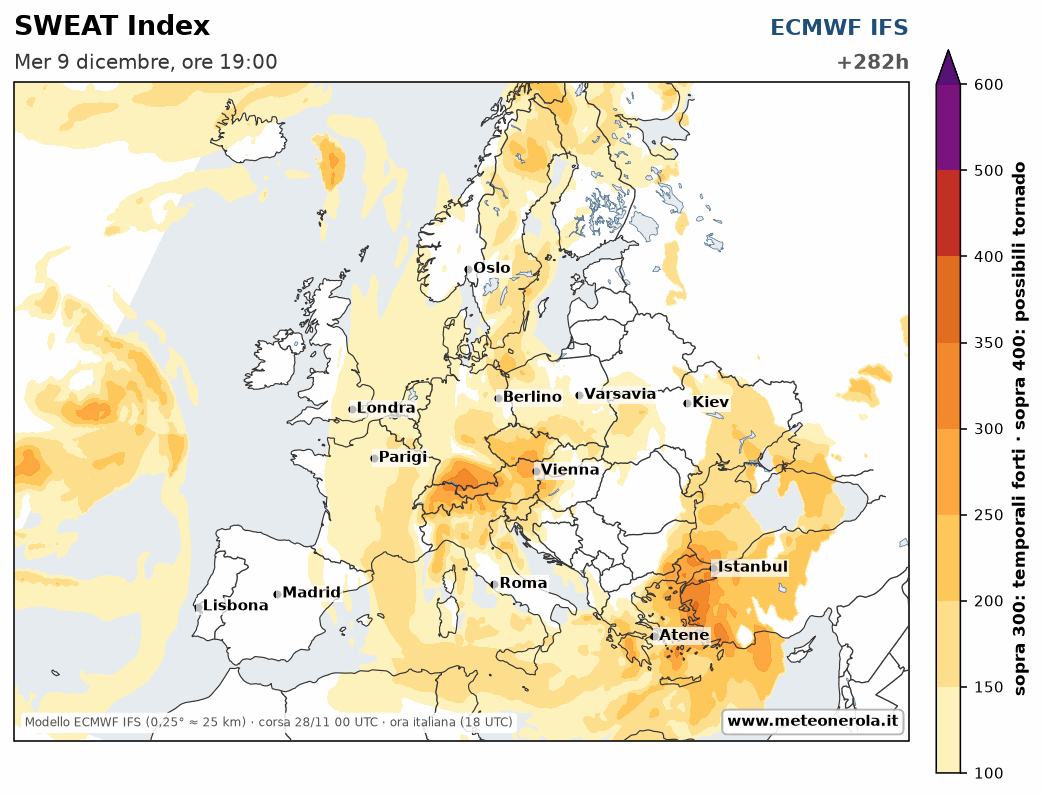 SWEAT Index
ECMWF IFS
Mer 9 dicembre, ore 19:00
+282h
Oslo
Berlino
Varsavia
Kiev
Londra
Parigi
Vienna
Istanbul
Roma
Madrid
Lisbona
Atene
Modello ECMWF IFS (0,25° ≈ 25 km) · corsa 28/11 00 UTC · ora italiana (18 UTC)
www.meteonerola.it
600
500
400
350
300
250
200
150
100
sopra 300: temporali forti · sopra 400: possibili tornado